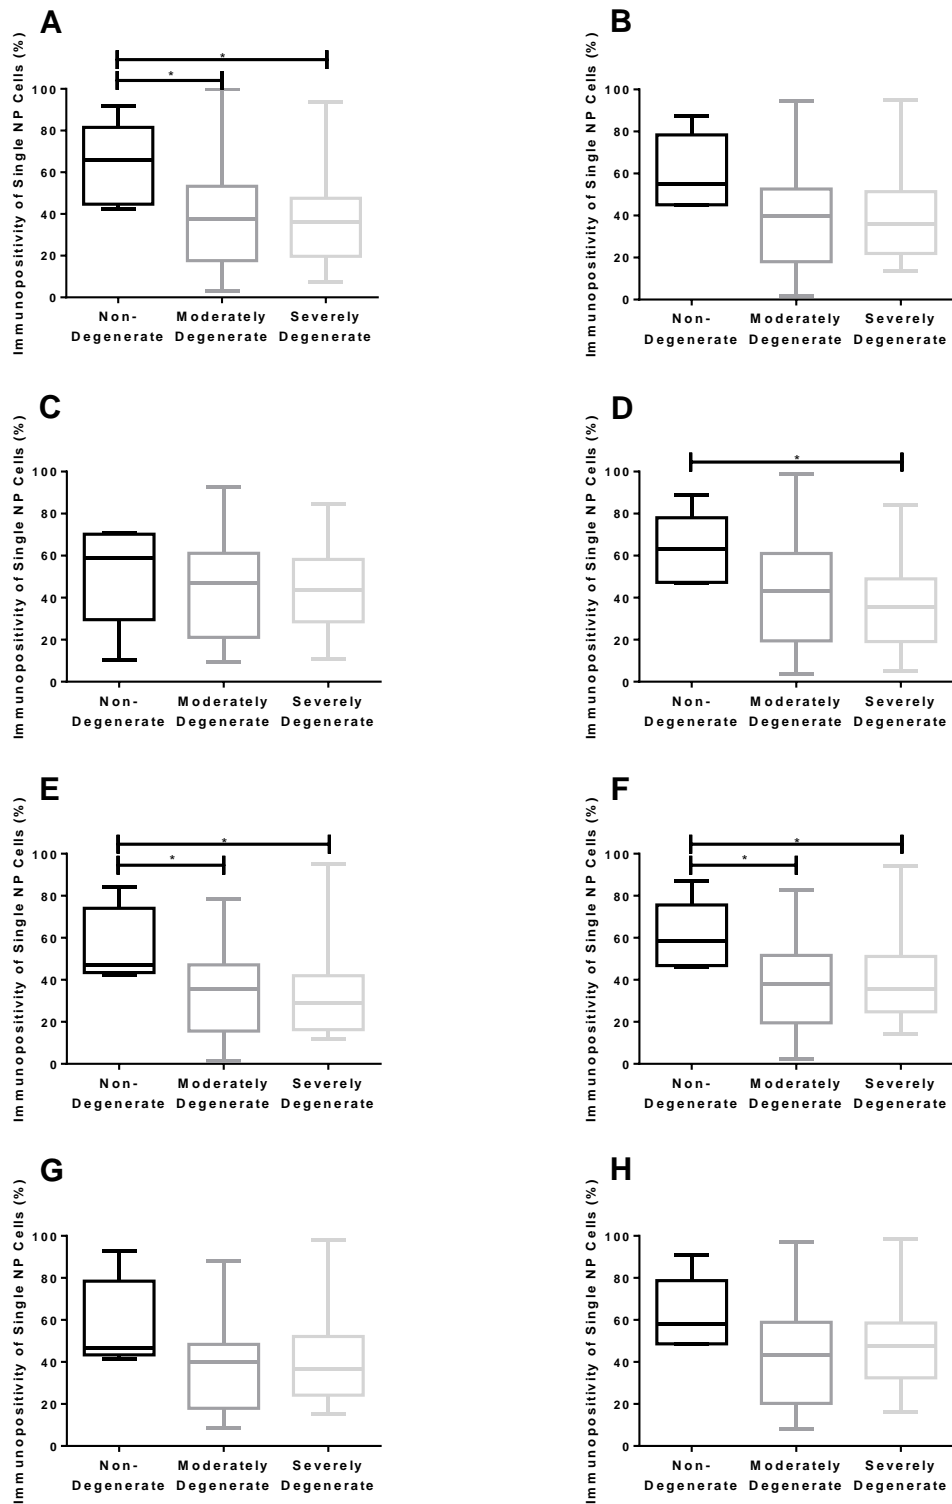 A
Immunopositivity of Single NP Cells (%)
*
*
100
80
60
40
20
0
Non-
Degenerate
Moderately
Degenerate
Severely
Degenerate
B
Immunopositivity of Single NP Cells (%)
100
80
60
40
20
0
Non-
Degenerate
Moderately
Degenerate
Severely
Degenerate
C
Immunopositivity of Single NP Cells (%)
100
80
60
40
20
0
Non-
Degenerate
Moderately
Degenerate
Severely
Degenerate
D
Immunopositivity of Single NP Cells (%)
*
100
80
60
40
20
0
Non-
Degenerate
Moderately
Degenerate
Severely
Degenerate
E
Immunopositivity of Single NP Cells (%)
*
*
100
80
60
40
20
0
Non-
Degenerate
Moderately
Degenerate
Severely
Degenerate
F
Immunopositivity of Single NP Cells (%)
*
*
100
80
60
40
20
0
Non-
Degenerate
Moderately
Degenerate
Severely
Degenerate
G
Immunopositivity of Single NP Cells (%)
100
80
60
40
20
0
Non-
Degenerate
Moderately
Degenerate
Severely
Degenerate
H
Immunopositivity of Single NP Cells (%)
100
80
60
40
20
0
Non-
Degenerate
Moderately
Degenerate
Severely
Degenerate